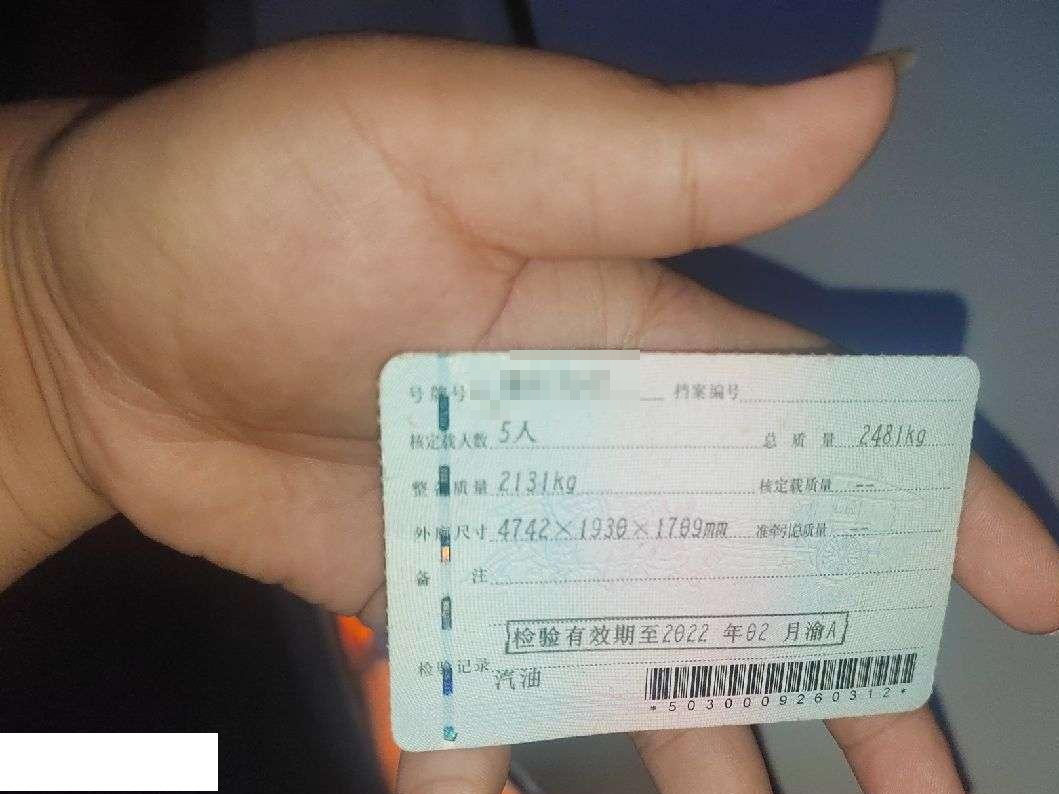 号牌号 档案编号
核定载人数 5人 总质量 2481kg
整备质量 2131kg 核定载质量 --
外廓尺寸 4742×1930×1709mm 准牵引总质量 --
备注
检验有效期至2022年02月渝A
检验记录 汽油
*5030009260312*